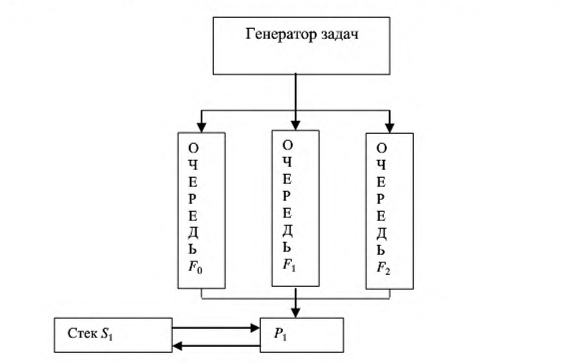 Генератор задач
О
Ч
Е
Р
Е
Д
Ь
F₀
О
Ч
Е
Р
Е
Д
Ь
F₁
О
Ч
Е
Р
Е
Д
Ь
F₂
Стек S₁
P₁